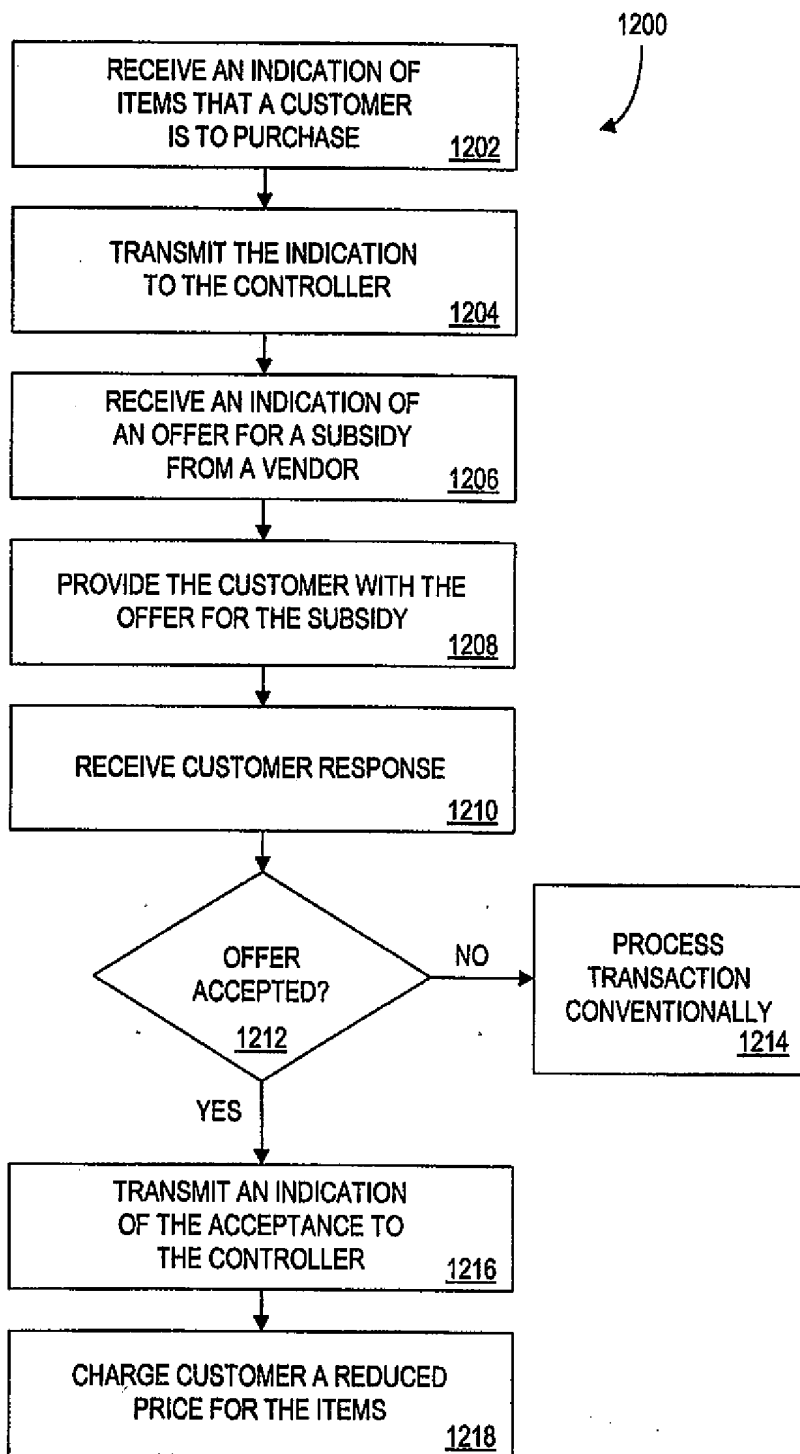 1200
RECEIVE AN INDICATION OF
ITEMS THAT A CUSTOMER
IS TO PURCHASE
1202
TRANSMIT THE INDICATION
TO THE CONTROLLER
1204
RECEIVE AN INDICATION OF
AN OFFER FOR A SUBSIDY
FROM A VENDOR
1206
PROVIDE THE CUSTOMER WITH THE
OFFER FOR THE SUBSIDY
1208
RECEIVE CUSTOMER RESPONSE
1210
OFFER
ACCEPTED?
1212
NO
PROCESS
TRANSACTION
CONVENTIONALLY
1214
YES
TRANSMIT AN INDICATION
OF THE ACCEPTANCE TO
THE CONTROLLER
1216
CHARGE CUSTOMER A REDUCED
PRICE FOR THE ITEMS
1218